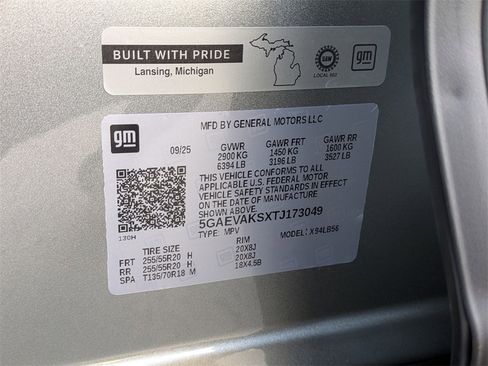 BUILT WITH PRIDE
Lansing, Michigan
UAW
LOCAL 602
gm
gm
MFD BY GENERAL MOTORS LLC
09/25 GVWR GAWR FRT GAWR RR
2900 KG 1450 KG 1600 KG
6394 LB 3196 LB 3527 LB
THIS VEHICLE CONFORMS TO ALL
APPLICABLE U.S. FEDERAL MOTOR
VEHICLE SAFETY STANDARDS IN EFFECT
ON THE DATE OF MANUFACTURE SHOWN ABOVE.
5GAEVAKSXTJ173049
TYPE: MPV MODEL: X94LB56
130H
TIRE SIZE RIM
FRT 255/55R20 H 20X8J
RR 255/55R20 H 20X8J
SPA T135/70R18 M 18X4.5B